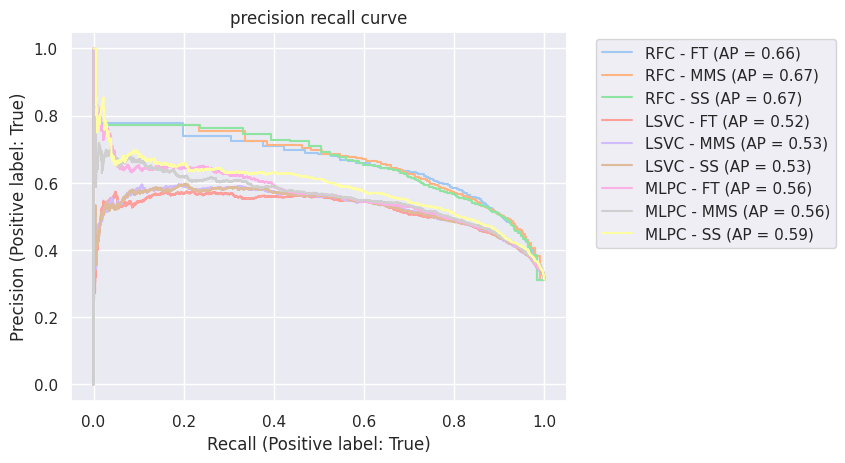 precision recall curve
1.0
0.8
0.6
0.4
0.2
0.0
Precision (Positive label: True)
0.0 0.2 0.4 0.6 0.8 1.0
Recall (Positive label: True)
RFC - FT (AP = 0.66)
RFC - MMS (AP = 0.67)
RFC - SS (AP = 0.67)
LSVC - FT (AP = 0.52)
LSVC - MMS (AP = 0.53)
LSVC - SS (AP = 0.53)
MLPC - FT (AP = 0.56)
MLPC - MMS (AP = 0.56)
MLPC - SS (AP = 0.59)